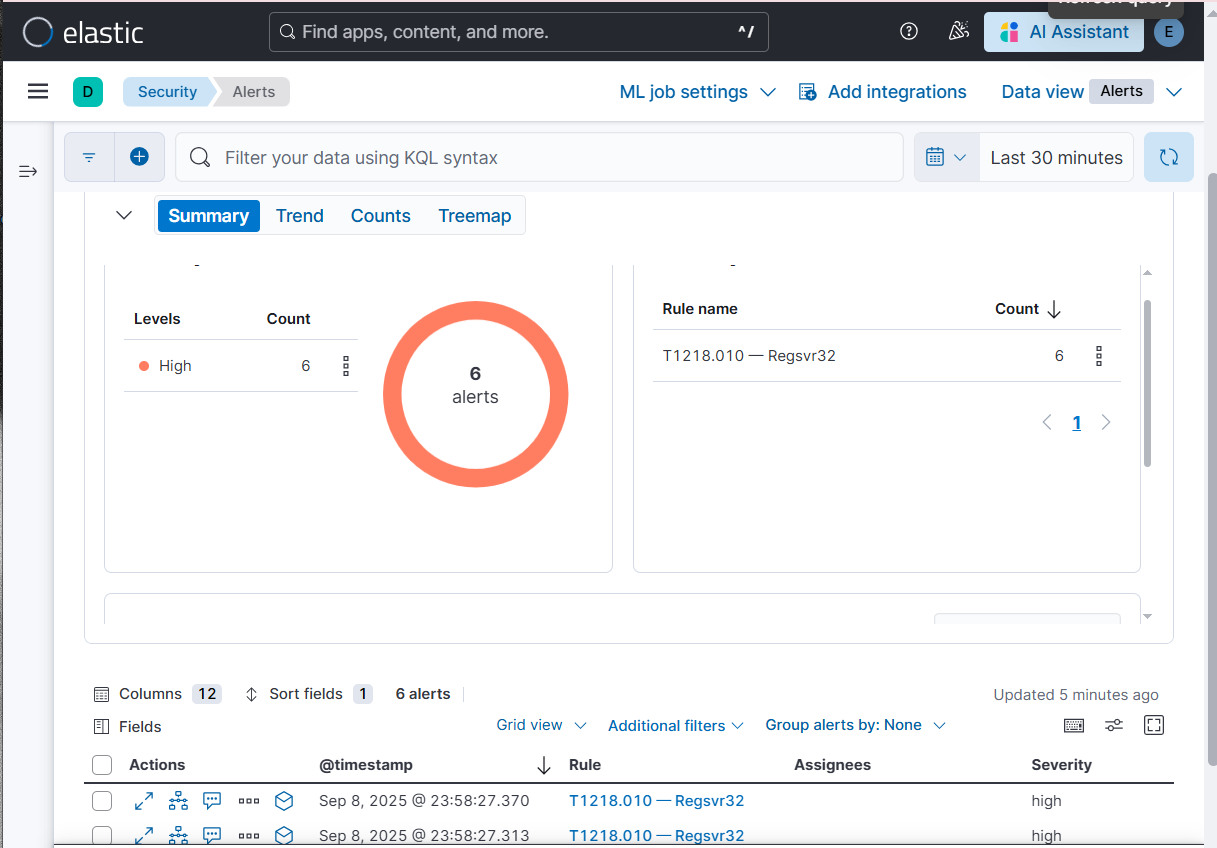 Refresh query
elastic
Find apps, content, and more.
^/
AI Assistant
E
D
Security
Alerts
ML job settings
Add integrations
Data view
Alerts
Filter your data using KQL syntax
Last 30 minutes
Summary
Trend
Counts
Treemap
Levels Count
High 6
6
alerts
Rule name Count
T1218.010 — Regsvr32 6
1
Columns 12
Sort fields 1
6 alerts
Updated 5 minutes ago
Fields
Grid view
Additional filters
Group alerts by: None
Actions @timestamp Rule Assignees Severity
Sep 8, 2025 @ 23:58:27.370 T1218.010 — Regsvr32 high
Sep 8, 2025 @ 23:58:27.313 T1218.010 — Regsvr32 high